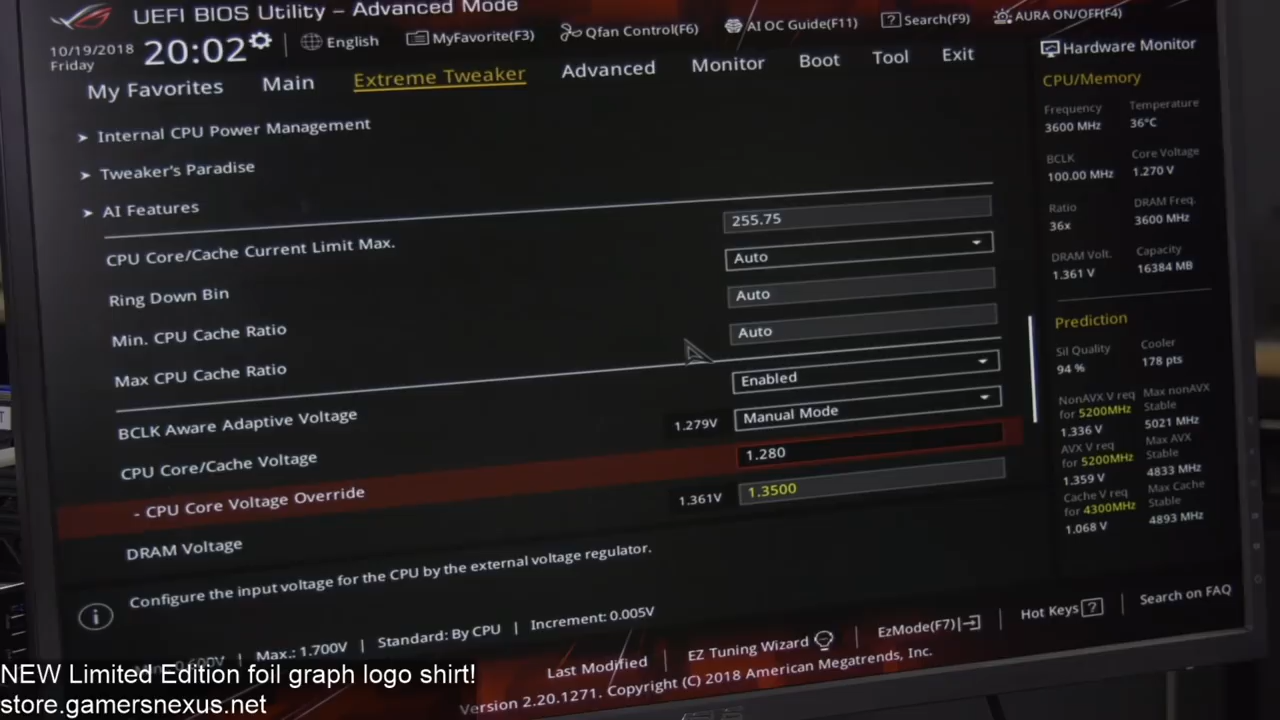 UEFI BIOS Utility – Advanced Mode
10/19/2018
Friday
20:02
English
MyFavorite(F3)
Qfan Control(F6)
AI OC Guide(F11)
Search(F9)
AURA ON/OFF(F4)
My Favorites
Main
Extreme Tweaker
Advanced
Monitor
Boot
Tool
Exit
Internal CPU Power Management
Tweaker's Paradise
AI Features
CPU Core/Cache Current Limit Max.
255.75
Ring Down Bin
Auto
Min. CPU Cache Ratio
Auto
Max CPU Cache Ratio
Auto
BCLK Aware Adaptive Voltage
Enabled
CPU Core/Cache Voltage
1.279V
Manual Mode
- CPU Core Voltage Override
1.280
DRAM Voltage
1.361V
1.3500
Configure the input voltage for the CPU by the external voltage regulator.
Max.: 1.700V | Standard: By CPU | Increment: 0.005V
Hardware Monitor
CPU/Memory
Frequency Temperature
3600 MHz 36°C
BCLK Core Voltage
100.00 MHz 1.270 V
Ratio DRAM Freq.
36x 3600 MHz
DRAM Volt. Capacity
1.361 V 16384 MB
Prediction
Sil Quality Cooler
94 % 178 pts
NonAVX V req Max nonAVX
for 5200MHz Stable
1.336 V 5021 MHz
AVX V req Max AVX
for 5200MHz Stable
1.359 V 4833 MHz
Cache V req Max Cache
for 4300MHz Stable
1.068 V 4893 MHz
Last Modified
EZ Tuning Wizard
EzMode(F7)
Hot Keys ?
Search on FAQ
Version 2.20.1271. Copyright (C) 2018 American Megatrends, Inc.
NEW Limited Edition foil graph logo shirt!
store.gamersnexus.net